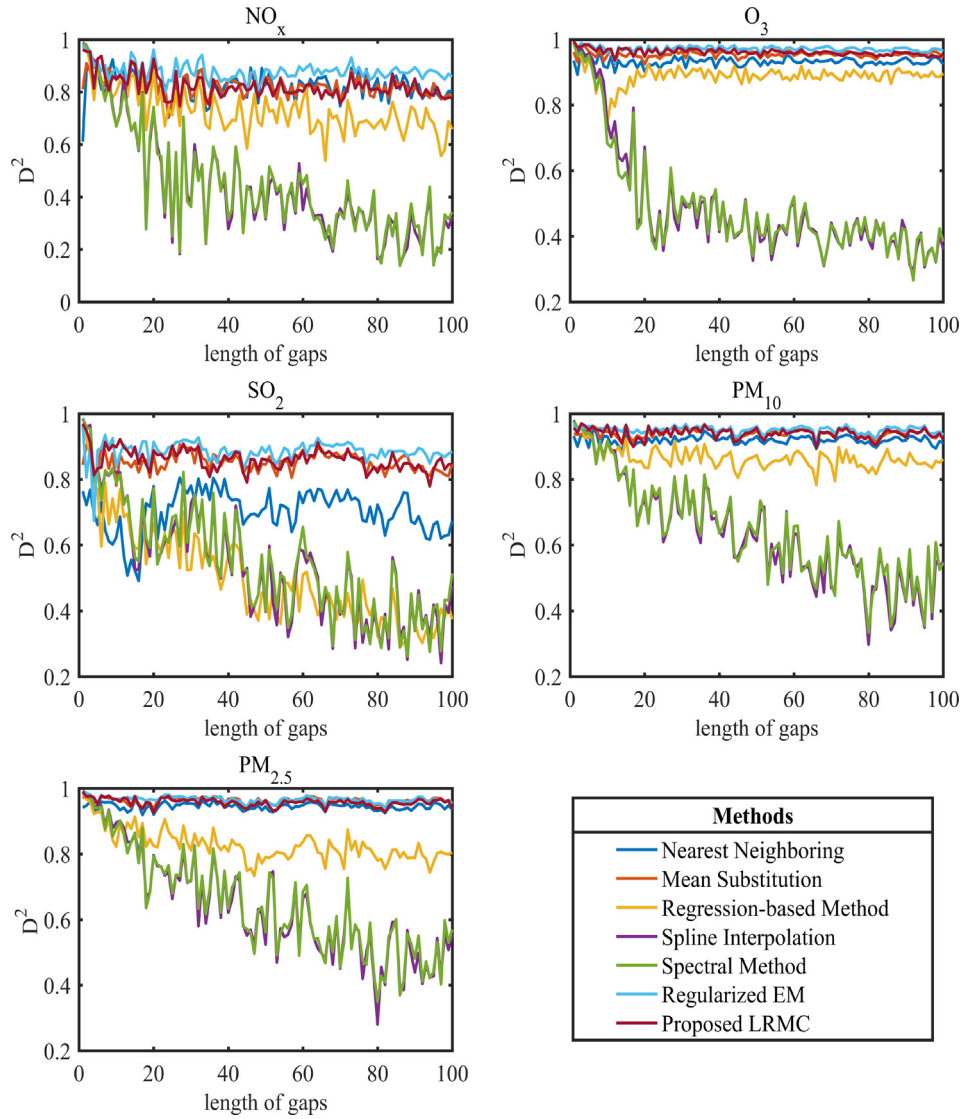 NOx
O3
1
0.8
0.6
0.4
0.2
0
D2
0 20 40 60 80 100
length of gaps
1
0.8
0.6
0.4
0.2
D2
0 20 40 60 80 100
length of gaps
SO2
PM10
1
0.8
0.6
0.4
0.2
D2
0 20 40 60 80 100
length of gaps
1
0.8
0.6
0.4
0.2
D2
0 20 40 60 80 100
length of gaps
PM2.5
1
0.8
0.6
0.4
0.2
D2
0 20 40 60 80 100
length of gaps
Methods
Nearest Neighboring
Mean Substitution
Regression-based Method
Spline Interpolation
Spectral Method
Regularized EM
Proposed LRMC